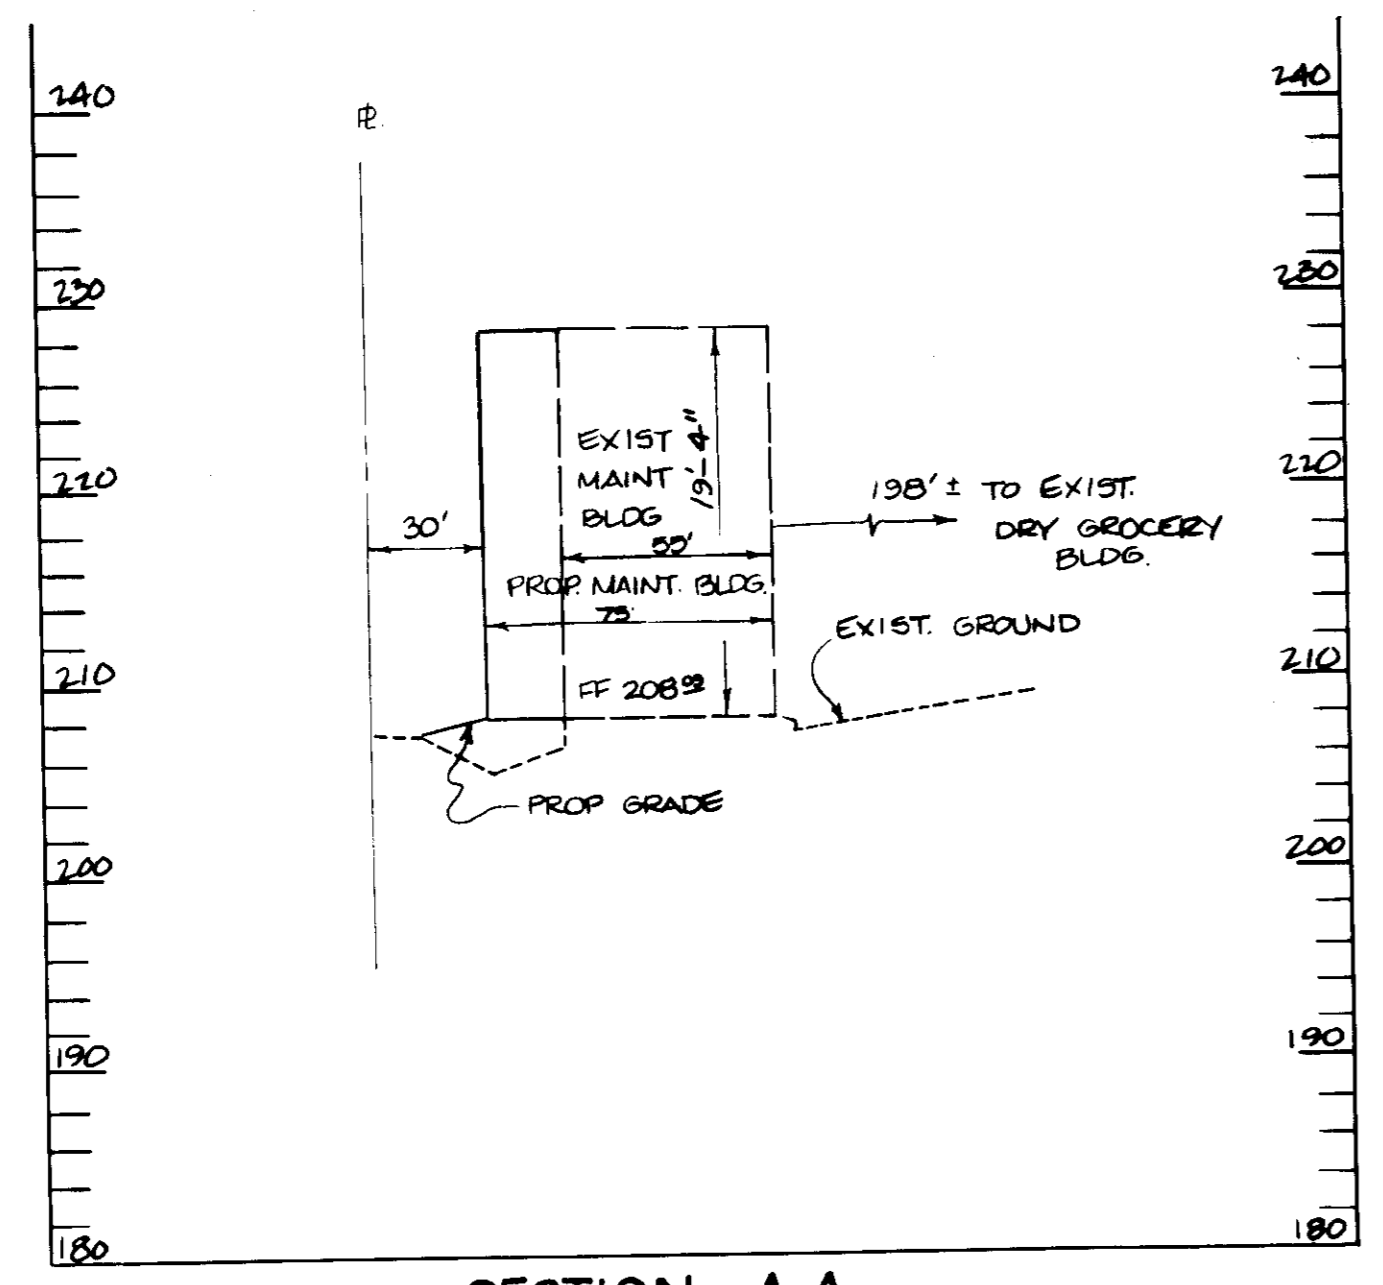 240
240
℄
230
230
EXIST
MAINT
BLDG
19'-4"
220
220
198'± TO EXIST.
DRY GROCERY
BLDG.
30'
55'
PROP. MAINT. BLDG.
75'
EXIST. GROUND
210
210
FF 208
PROP GRADE
200
200
190
190
180
180
SECTION A-A